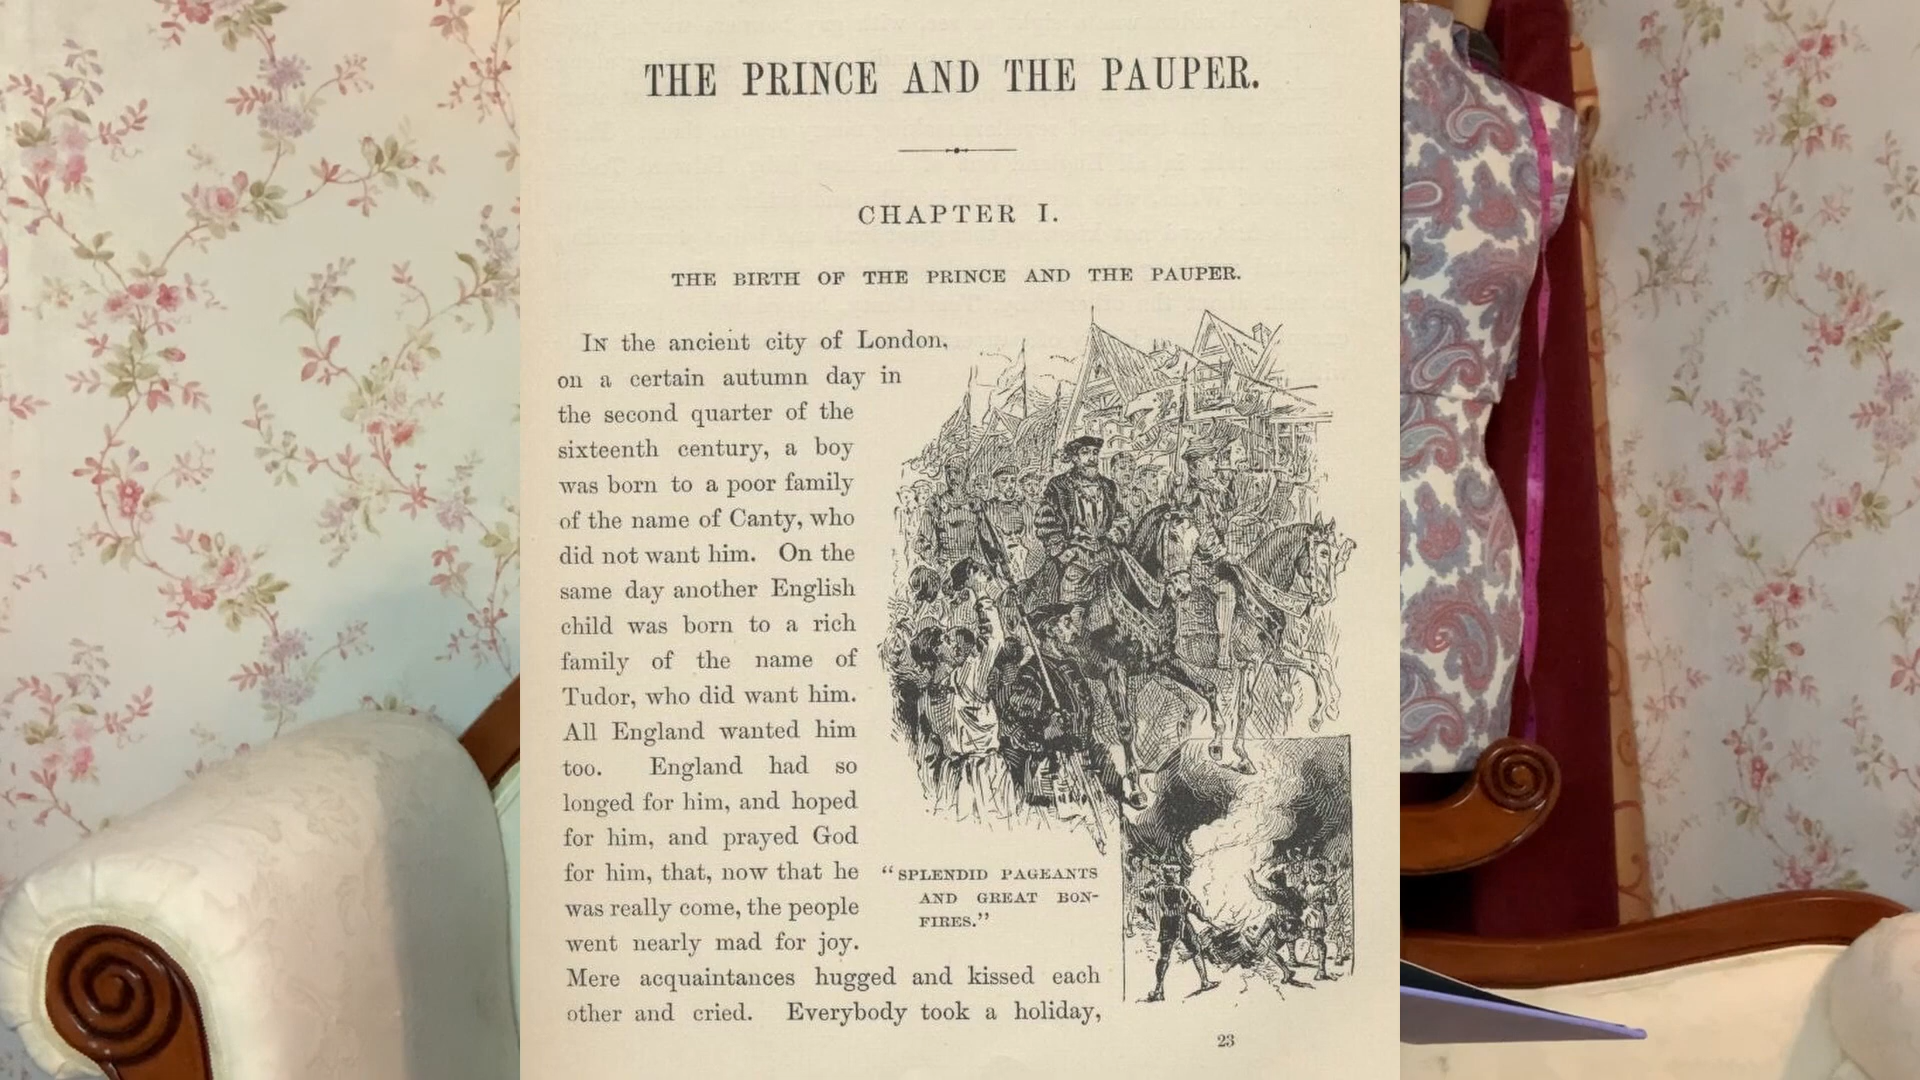 THE PRINCE AND THE PAUPER.
CHAPTER I.
THE BIRTH OF THE PRINCE AND THE PAUPER.
In the ancient city of London,
on a certain autumn day in
the second quarter of the
sixteenth century, a boy
was born to a poor family
of the name of Canty, who
did not want him. On the
same day another English
child was born to a rich
family of the name of
Tudor, who did want him.
All England wanted him
too. England had so
longed for him, and hoped
for him, and prayed God
for him, that, now that he
was really come, the people
went nearly mad for joy.
Mere acquaintances hugged and kissed each
other and cried. Everybody took a holiday,
“SPLENDID PAGEANTS
AND GREAT BON-
FIRES.”
23